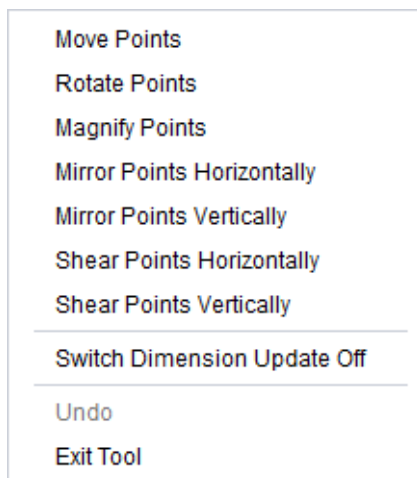 Move Points
Rotate Points
Magnify Points
Mirror Points Horizontally
Mirror Points Vertically
Shear Points Horizontally
Shear Points Vertically
Switch Dimension Update Off
Undo
Exit Tool